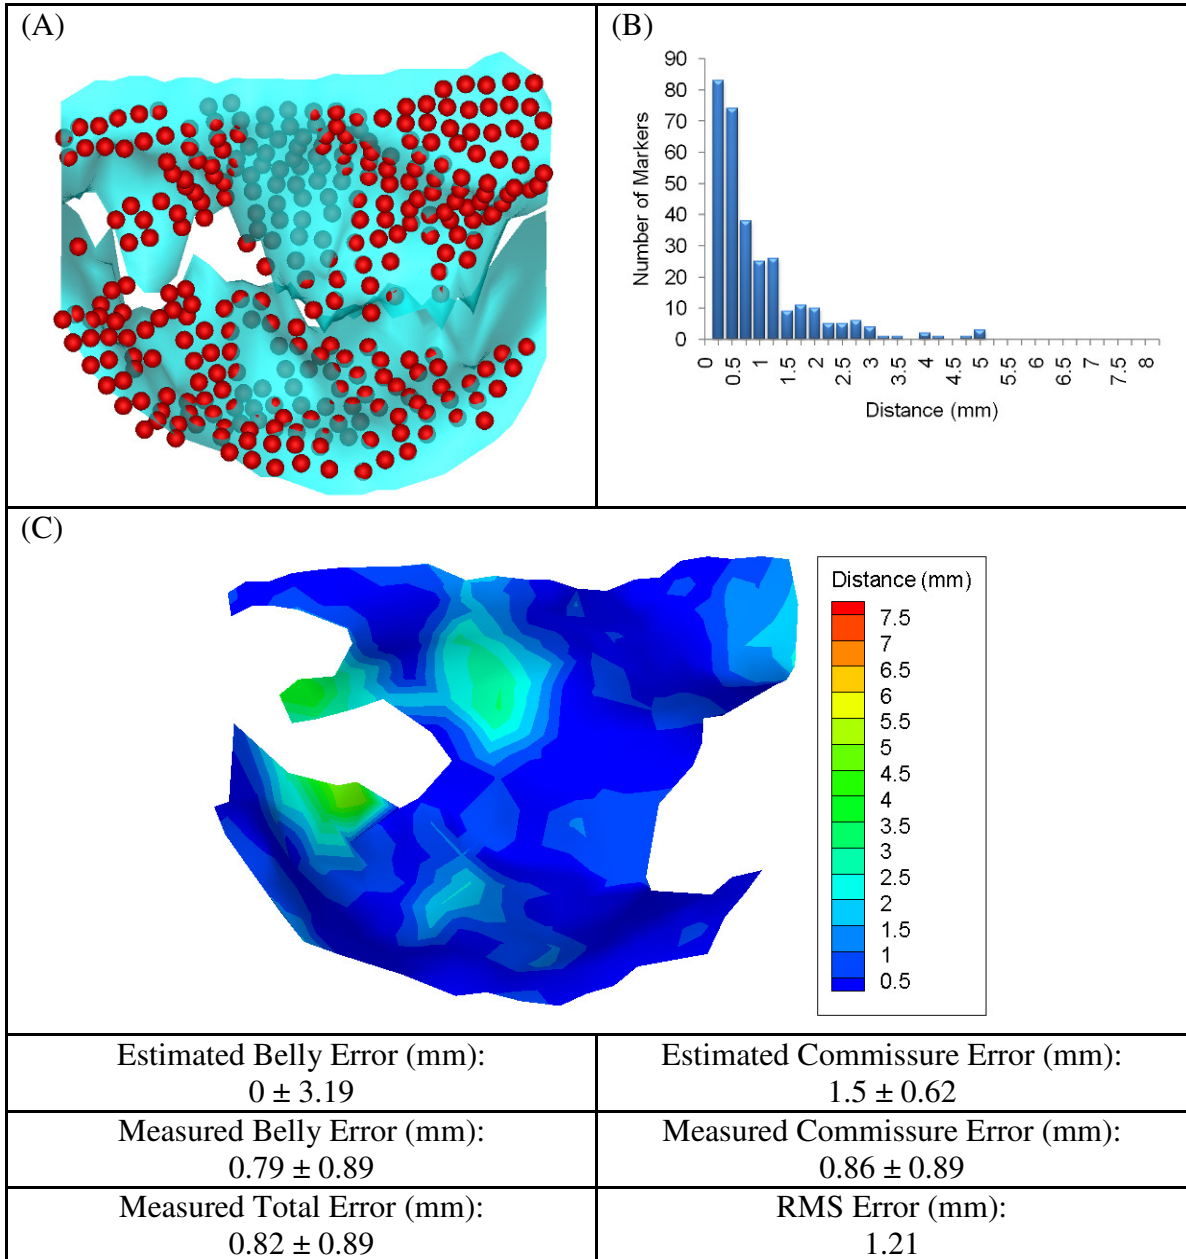 (A)
(B)
90
80
70
60
50
40
30
20
10
0
Number of Markers
0
0.5
1
1.5
2
2.5
3
3.5
4
4.5
5
5.5
6
6.5
7
7.5
8
Distance (mm)
(C)
Distance (mm)
7.5
7
6.5
6
5.5
5
4.5
4
3.5
3
2.5
2
1.5
1
0.5
Estimated Belly Error (mm):
0 ± 3.19
Estimated Commissure Error (mm):
1.5 ± 0.62
Measured Belly Error (mm):
0.79 ± 0.89
Measured Commissure Error (mm):
0.86 ± 0.89
Measured Total Error (mm):
0.82 ± 0.89
RMS Error (mm):
1.21